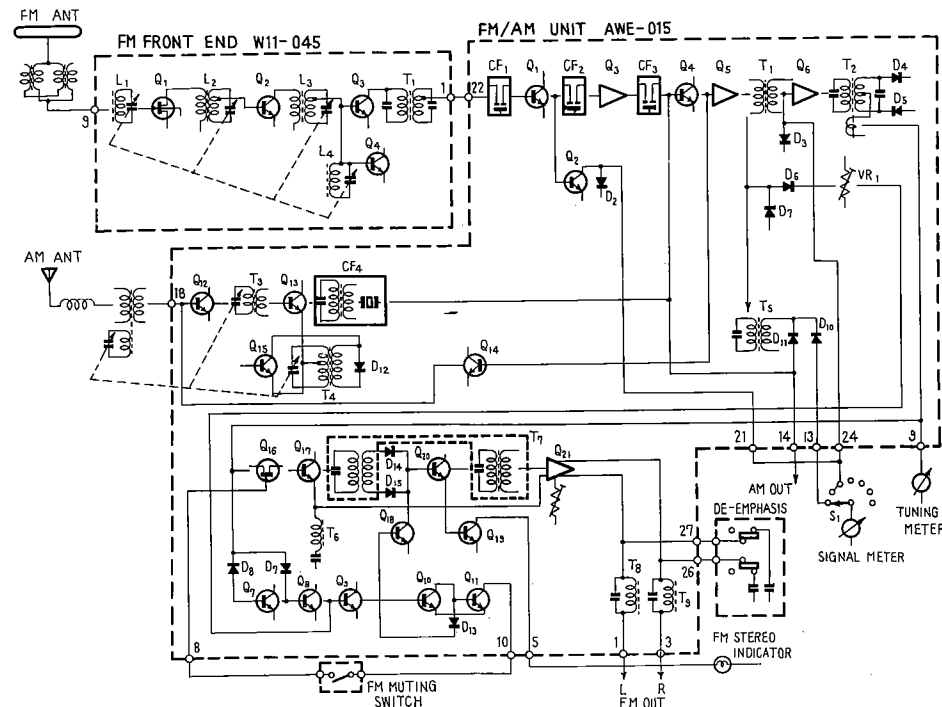 FM ANT
FM FRONT END W11-045
L1
Q1
L2
Q2
L3
Q3
T1
L4
Q4
9
1
FM/AM UNIT AWE-015
22
CF1
Q1
CF2
Q3
CF3
Q4
Q5
T1
Q6
T2
D4
D5
Q2
D2
D3
D6
D7
VR1
AM ANT
18
Q12
T3
Q13
CF4
Q15
T4
D12
Q14
T5
D11
D10
21
14
13
24
9
Q16
Q17
D14
D15
Q20
T7
Q21
T6
Q18
Q19
D8
D7
Q7
Q8
Q3
Q10
Q11
D13
AM OUT
DE-EMPHASIS
S1
SIGNAL METER
TUNING
METER
27
26
T8
T9
8
10
5
1
3
FM MUTING
SWITCH
L
R
FM OUT
FM STEREO
INDICATOR